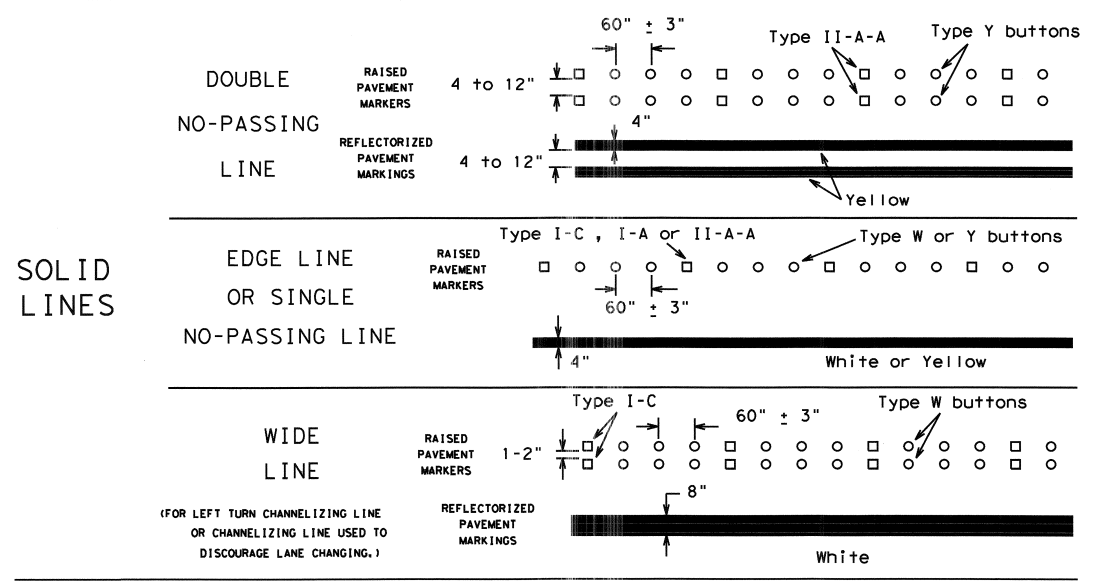 SOLID
LINES
DOUBLE
NO-PASSING
LINE
RAISED
PAVEMENT
MARKERS
4 to 12"
60" ± 3"
Type II-A-A
Type Y buttons
REFLECTORIZED
PAVEMENT
MARKINGS
4 to 12"
4"
Yellow
EDGE LINE
OR SINGLE
NO-PASSING LINE
RAISED
PAVEMENT
MARKERS
Type I-C , I-A or II-A-A
Type W or Y buttons
60" ± 3"
4"
White or Yellow
WIDE
LINE
(FOR LEFT TURN CHANNELIZING LINE
OR CHANNELIZING LINE USED TO
DISCOURAGE LANE CHANGING.)
RAISED
PAVEMENT
MARKERS
1-2"
Type I-C
60" ± 3"
Type W buttons
REFLECTORIZED
PAVEMENT
MARKINGS
8"
White